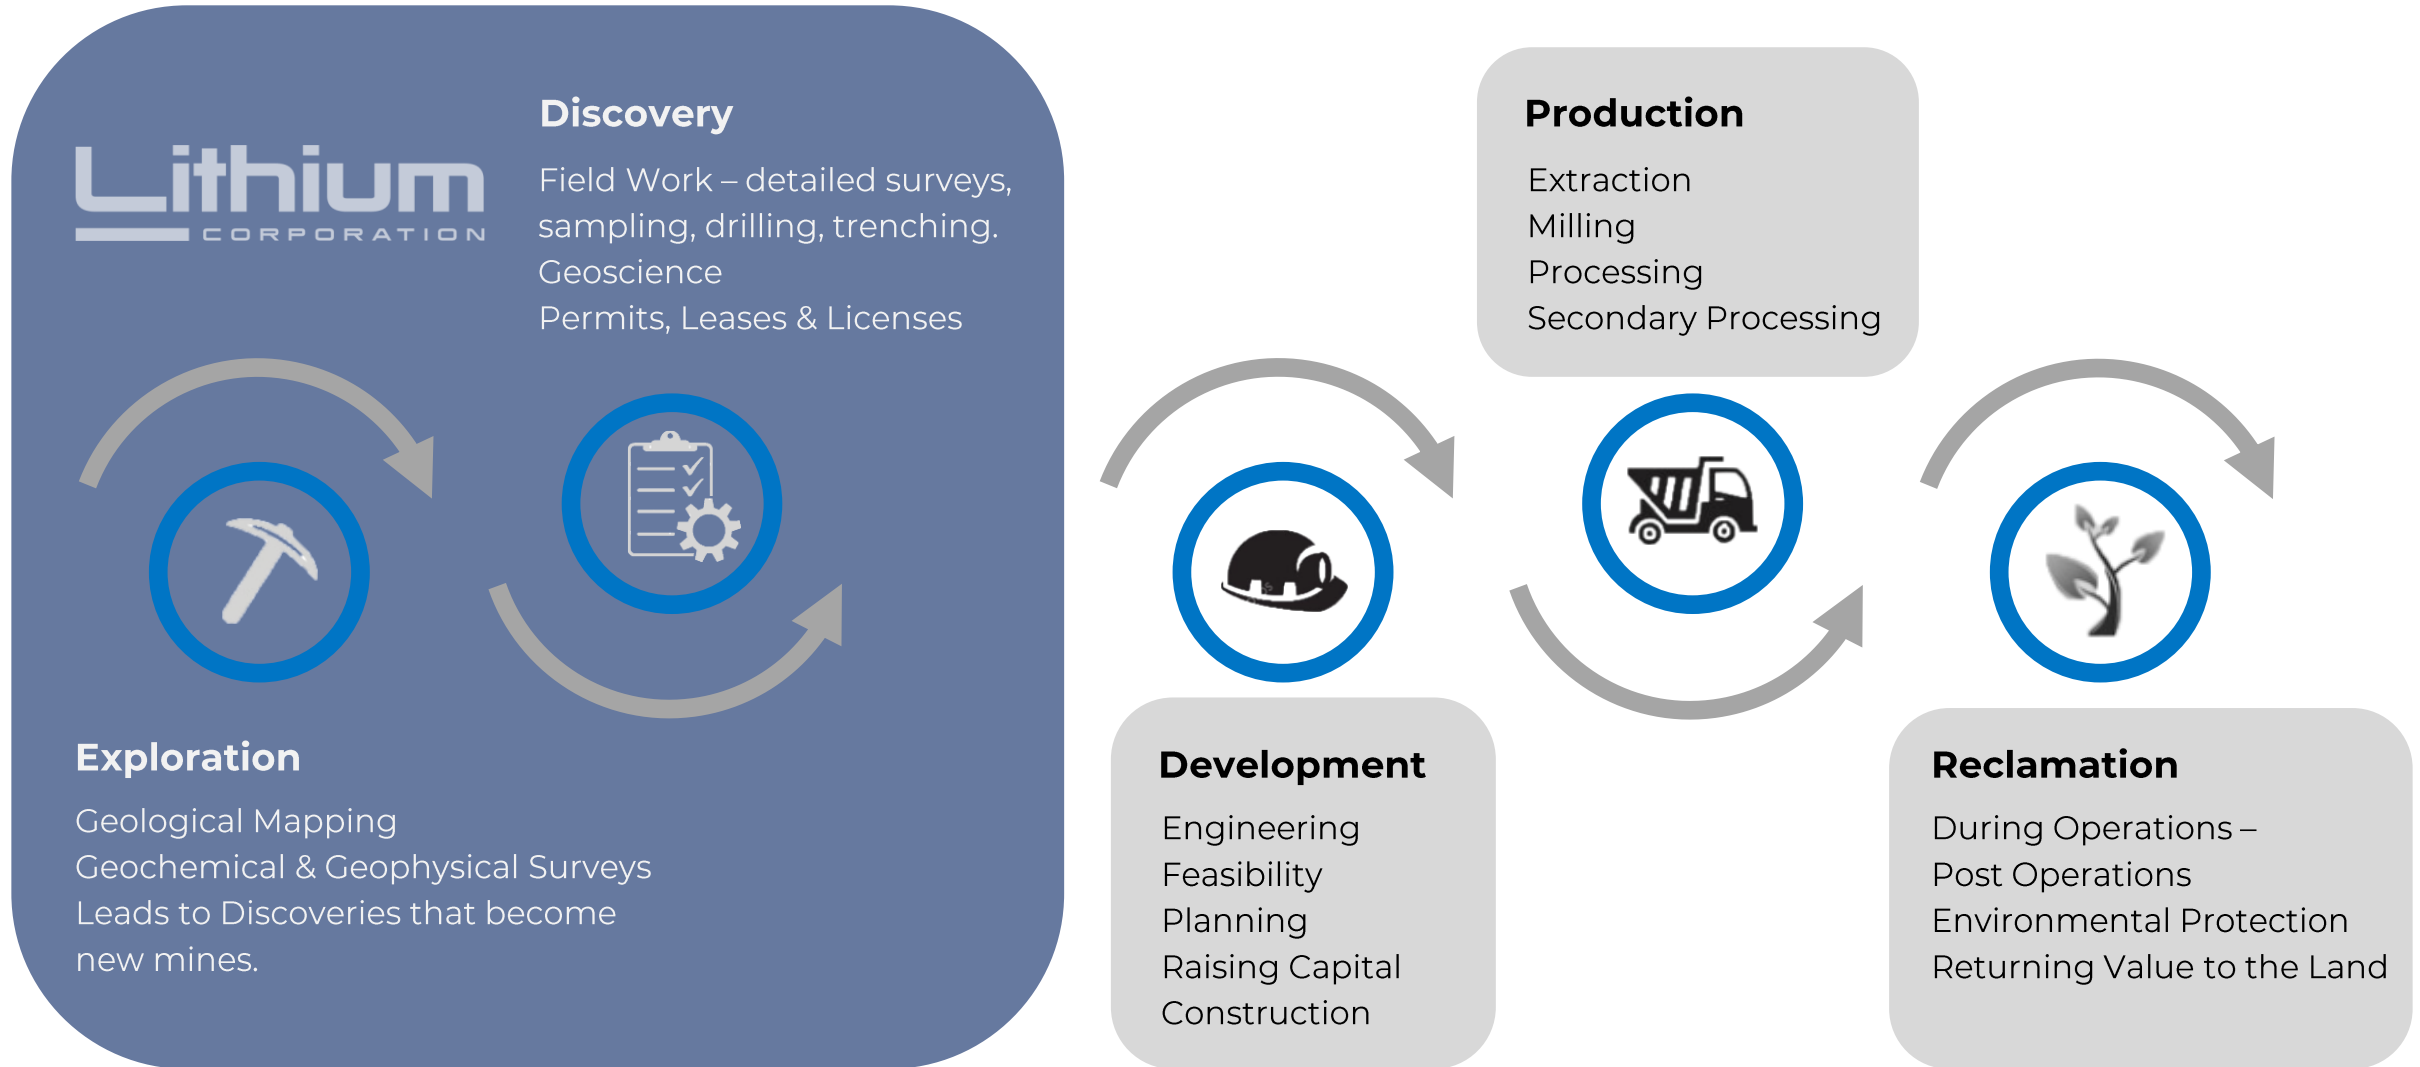 Lithium
CORPORATION
Discovery
Field Work – detailed surveys,
sampling, drilling, trenching.
Geoscience
Permits, Leases & Licenses
Exploration
Geological Mapping
Geochemical & Geophysical Surveys
Leads to Discoveries that become
new mines.
Development
Engineering
Feasibility
Planning
Raising Capital
Construction
Production
Extraction
Milling
Processing
Secondary Processing
Reclamation
During Operations –
Post Operations
Environmental Protection
Returning Value to the Land